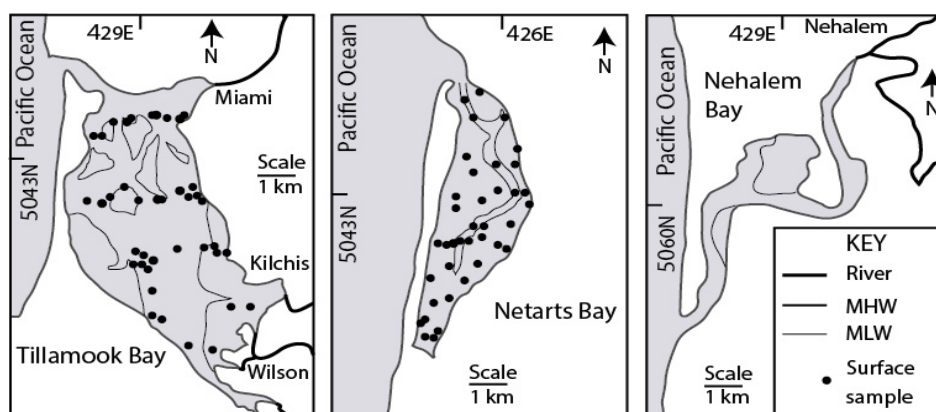 429E
N
Pacific Ocean
Miami
Scale
1 km
5043N
Kilchis
Tillamook Bay
Wilson
426E
N
Pacific Ocean
5043N
Netarts Bay
Scale
1 km
429E
Nehalem
Pacific Ocean
Nehalem
Bay
N
5060N
Scale
1 km
KEY
River
MHW
MLW
Surface
sample